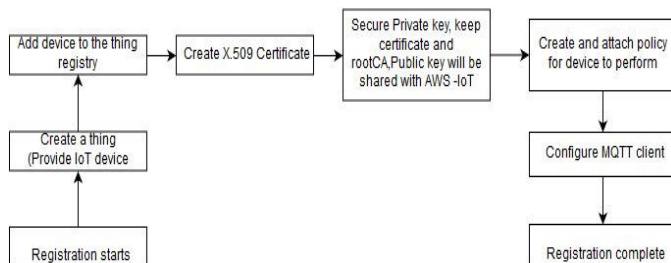 Add device to the thing
registry
Create X.509 Certificate
Secure Private key, keep
certificate and
rootCA,Public key will be
shared with AWS -IoT
Create and attach policy
for device to perform
Create a thing
(Provide IoT device
Configure MQTT client
Registration starts
Registration complete